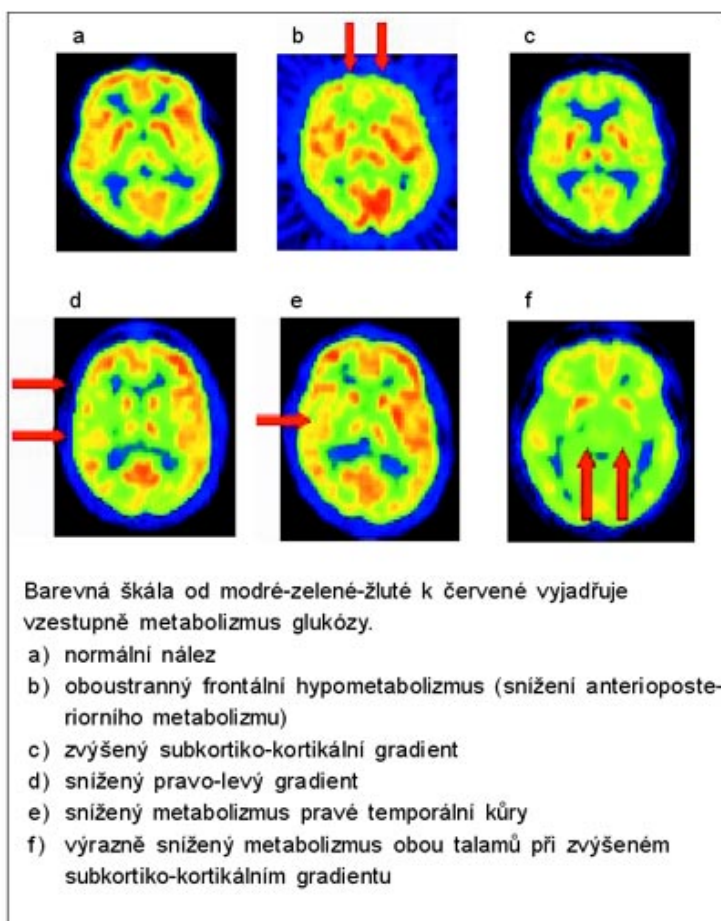 a b c
d e f
Barevná škála od modré-zelené-žluté k červené vyjadřuje
vzestupně metabolizmus glukózy.
a) normální nález
b) oboustranný frontální hypometabolizmus (snížení anterioposte-
riorního metabolizmu)
c) zvýšený subkortiko-kortikální gradient
d) snížený pravo-levý gradient
e) snížený metabolizmus pravé temporální kůry
f) výrazně snížený metabolizmus obou talamů při zvýšeném
subkortiko-kortikálním gradientu